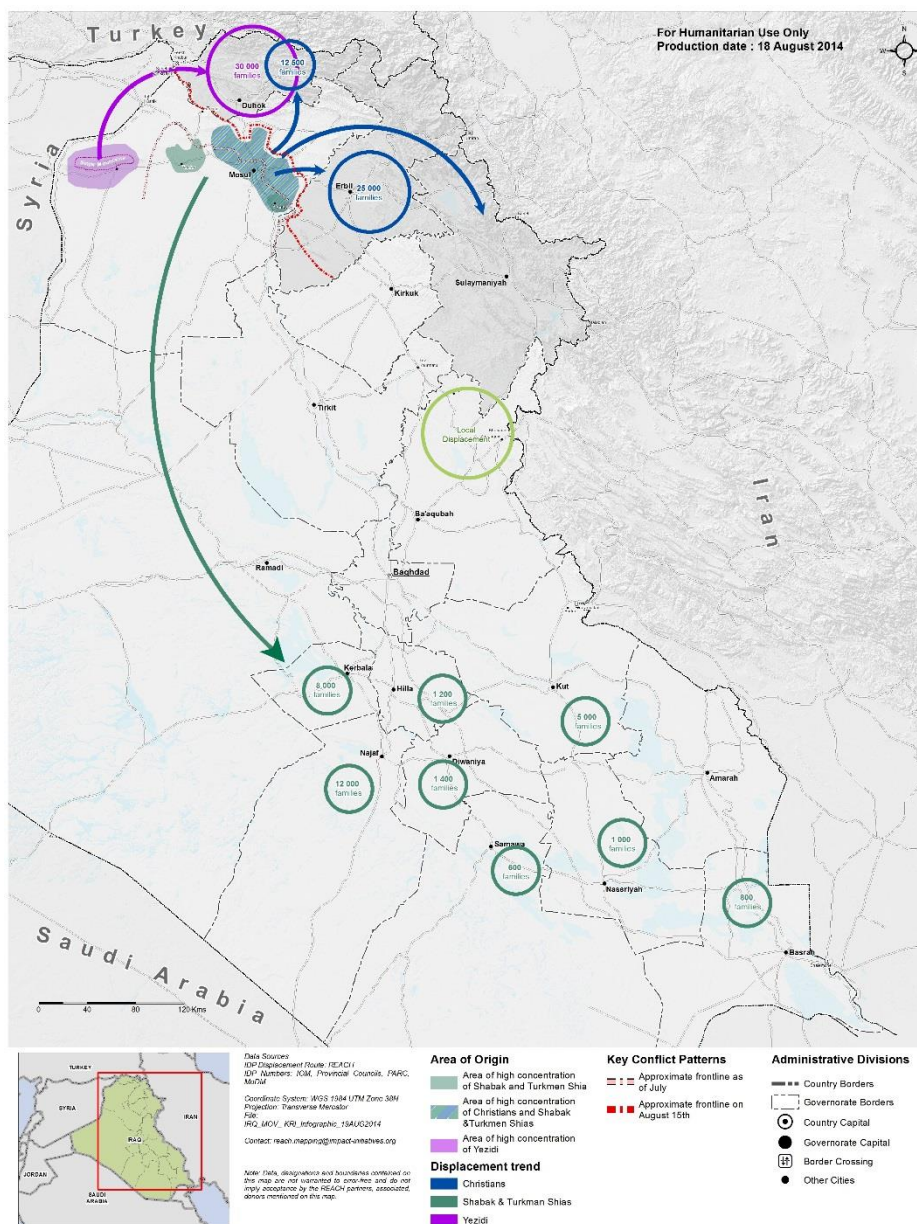 Turkey
For Humanitarian Use Only
Production date : 18 August 2014
N
W
S
30 000
families
12 500
families
Duhok
Syria
Mosul
Erbil
25 000
families
Sulaymaniyah
Kirkuk
Tirkit
Local
Displacement
Iran
Ba'aqubah
Ramadi
Baghdad
Kerbala
8 000
families
Hilla
1 200
families
Kut
5 000
families
Najaf
Diwaniya
12 000
families
1 400
families
Amarah
Samawa
600
families
1 000
families
Nassriyah
800
families
Basrah
Saudi Arabia
0 20 40 80 120 Kms
TURKEY
SYRIA
IRAN
IRAQ
JORDAN
SAUDI
ARABIA
Data Sources
IDP Displacement Route: REACH
IDP Numbers: IOM, Provincial Councils, PARC,
MoDM
Coordinate System: WGS 1984 UTM Zone 38N
Projection: Transverse Mercator
File:
IRQ_MOV_ KRI_Infographic_19AUG2014
Contact: reach.mapping@impact-initiatives.org
Note: Data, designations and boundaries contained on
this map are not warranted to error-free and do not
imply acceptance by the REACH partners, associated,
donors mentioned on this map.
Area of Origin
Area of high concentration
of Shabak and Turkmen Shia
Area of high concentration
of Christians and Shabak
&Turkmen Shias
Area of high concentration
of Yezidi
Displacement trend
Christians
Shabak & Turkman Shias
Yezidi
Key Conflict Patterns
Approximate frontline as
of July
Approximate frontline on
August 15th
Administrative Divisions
Country Borders
Governorate Borders
Country Capital
Governorate Capital
Border Crossing
Other Cities